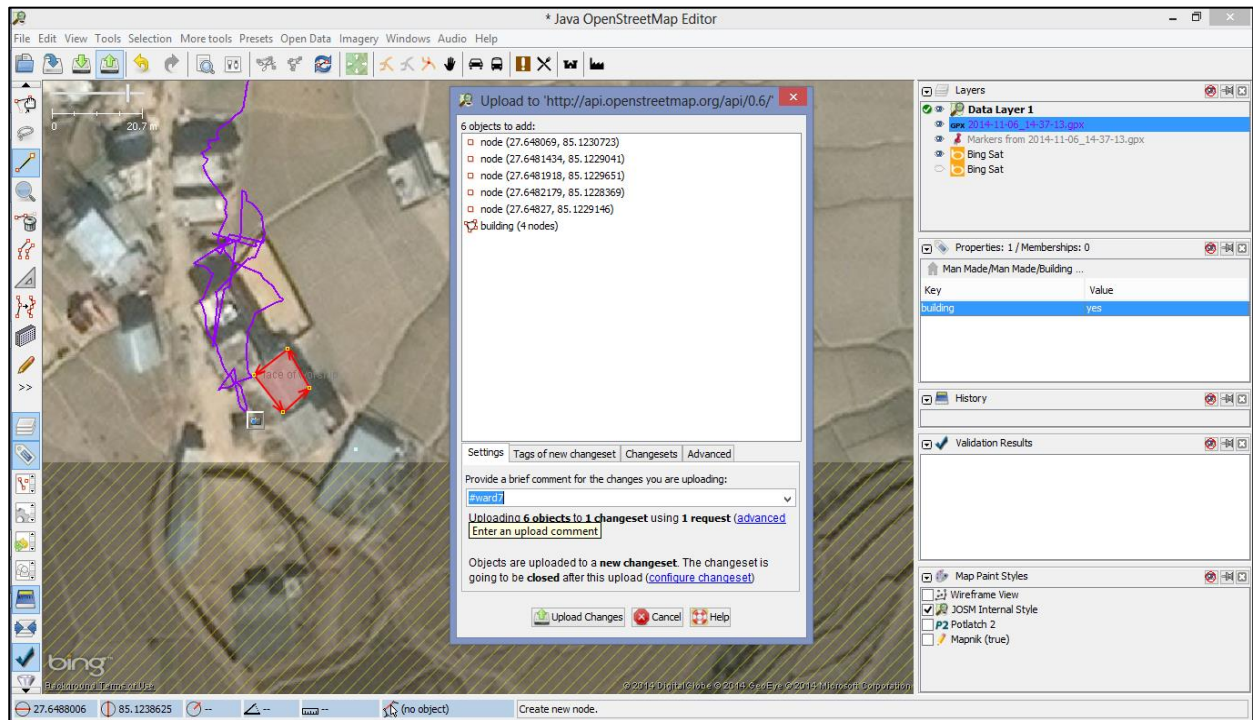 * Java OpenStreetMap Editor
File Edit View Tools Selection More tools Presets Open Data Imagery Windows Audio Help
0 20.7 m
Upload to 'http://api.openstreetmap.org/api/0.6/'
6 objects to add:
node (27.648069, 85.1230723)
node (27.6481434, 85.1229041)
node (27.6481918, 85.1229651)
node (27.6482179, 85.1228369)
node (27.64827, 85.1229146)
building (4 nodes)
Settings Tags of new changeset Changesets Advanced
Provide a brief comment for the changes you are uploading:
#ward7
Uploading 6 objects to 1 changeset using 1 request (advanced
Enter an upload comment
Objects are uploaded to a new changeset. The changeset is
going to be closed after this upload (configure changeset)
Upload Changes Cancel Help
Layers
Data Layer 1
GPX 2014-11-06_14-37-13.gpx
Markers from 2014-11-06_14-37-13.gpx
Bing Sat
Bing Sat
Properties: 1 / Memberships: 0
Man Made/Man Made/Building ...
Key Value
building yes
History
Validation Results
Map Paint Styles
Wireframe View
JOSM Internal Style
P2 Potlatch 2
Mapnik (true)
>>
bing™
Background Terms of Use
© 2014 DigitalGlobe © 2014 GeoEye © 2014 Microsoft Corporation
27.6488006 85.1238625 -- -- -- (no object) Create new node.